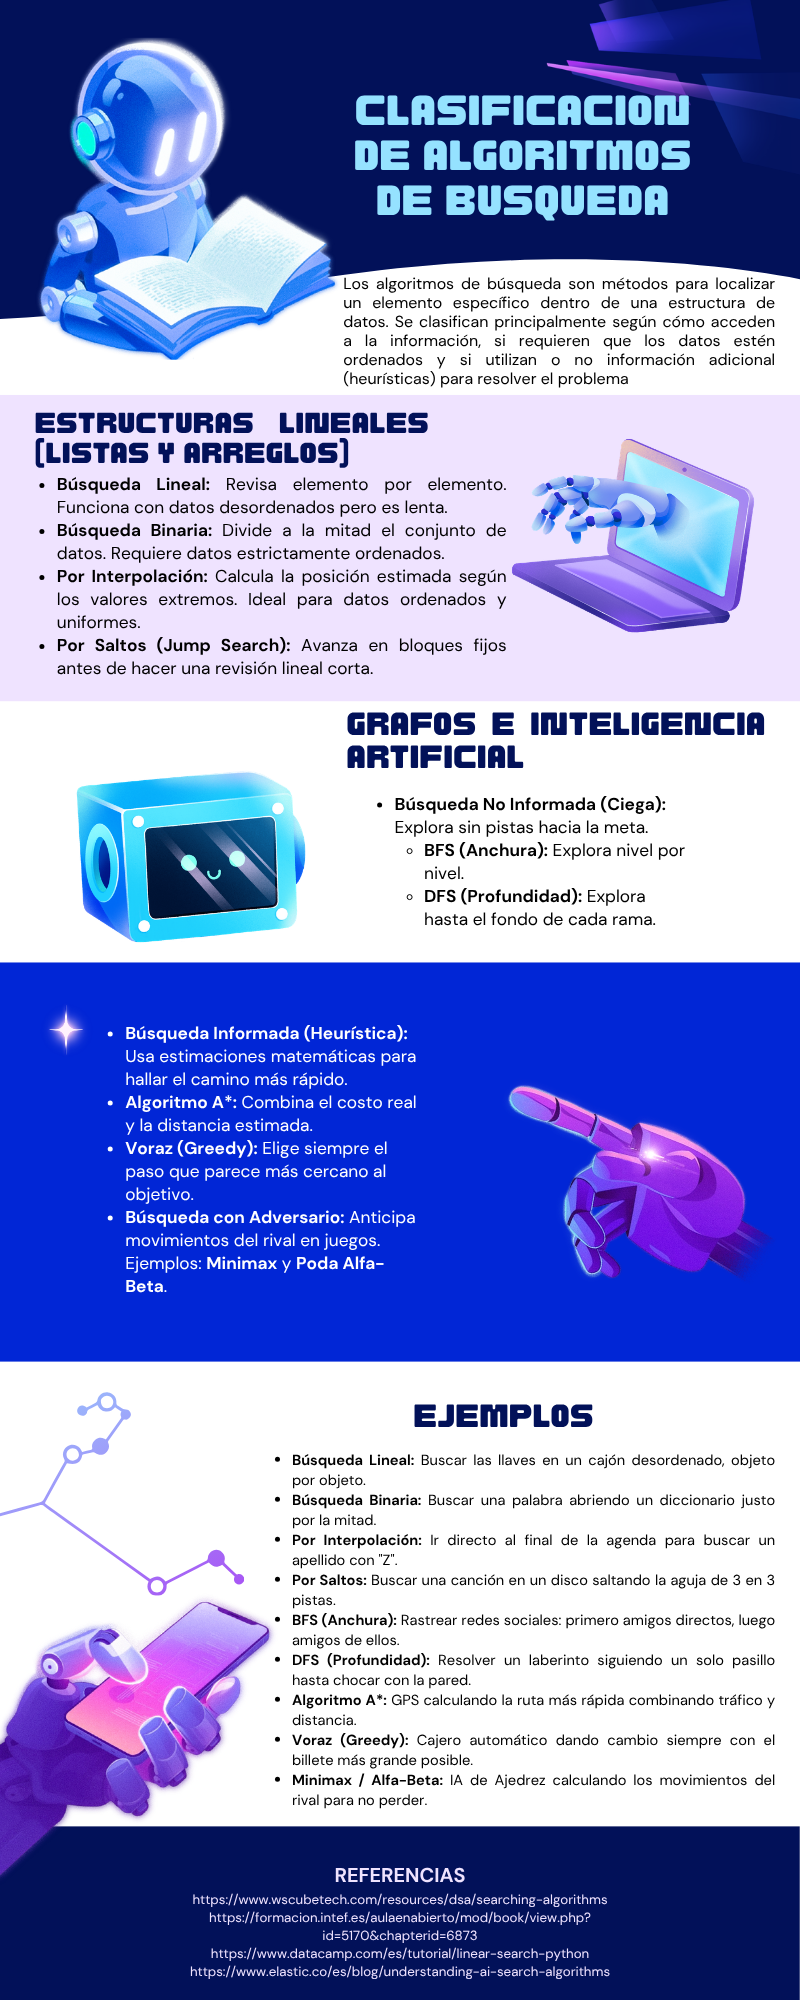 CLASIFICACION
DE ALGORITMOS
DE BUSQUEDA
Los algoritmos de búsqueda son métodos para localizar
un elemento específico dentro de una estructura de
datos. Se clasifican principalmente según cómo acceden
a la información, si requieren que los datos estén
ordenados y si utilizan o no información adicional
(heurísticas) para resolver el problema
ESTRUCTURAS LINEALES
(LISTAS Y ARREGLOS)
• Búsqueda Lineal: Revisa elemento por elemento.
Funciona con datos desordenados pero es lenta.
• Búsqueda Binaria: Divide a la mitad el conjunto de
datos. Requiere datos estrictamente ordenados.
• Por Interpolación: Calcula la posición estimada según
los valores extremos. Ideal para datos ordenados y
uniformes.
• Por Saltos (Jump Search): Avanza en bloques fijos
antes de hacer una revisión lineal corta.
GRAFOS E INTELIGENCIA
ARTIFICIAL
• Búsqueda No Informada (Ciega):
Explora sin pistas hacia la meta.
◦ BFS (Anchura): Explora nivel por
nivel.
◦ DFS (Profundidad): Explora
hasta el fondo de cada rama.
• Búsqueda Informada (Heurística):
Usa estimaciones matemáticas para
hallar el camino más rápido.
• Algoritmo A*: Combina el costo real
y la distancia estimada.
• Voraz (Greedy): Elige siempre el
paso que parece más cercano al
objetivo.
• Búsqueda con Adversario: Anticipa
movimientos del rival en juegos.
Ejemplos: Minimax y Poda Alfa-
Beta.
EJEMPLOS
• Búsqueda Lineal: Buscar las llaves en un cajón desordenado, objeto
por objeto.
• Búsqueda Binaria: Buscar una palabra abriendo un diccionario justo
por la mitad.
• Por Interpolación: Ir directo al final de la agenda para buscar un
apellido con "Z".
• Por Saltos: Buscar una canción en un disco saltando la aguja de 3 en 3
pistas.
• BFS (Anchura): Rastrear redes sociales: primero amigos directos, luego
amigos de ellos.
• DFS (Profundidad): Resolver un laberinto siguiendo un solo pasillo
hasta chocar con la pared.
• Algoritmo A*: GPS calculando la ruta más rápida combinando tráfico y
distancia.
• Voraz (Greedy): Cajero automático dando cambio siempre con el
billete más grande posible.
• Minimax / Alfa-Beta: IA de Ajedrez calculando los movimientos del
rival para no perder.
REFERENCIAS
https://www.wscubetech.com/resources/dsa/searching-algorithms
https://formacion.intef.es/aulaenabierto/mod/book/view.php?
id=5170&chapterid=6873
https://www.datacamp.com/es/tutorial/linear-search-python
https://www.elastic.co/es/blog/understanding-ai-search-algorithms